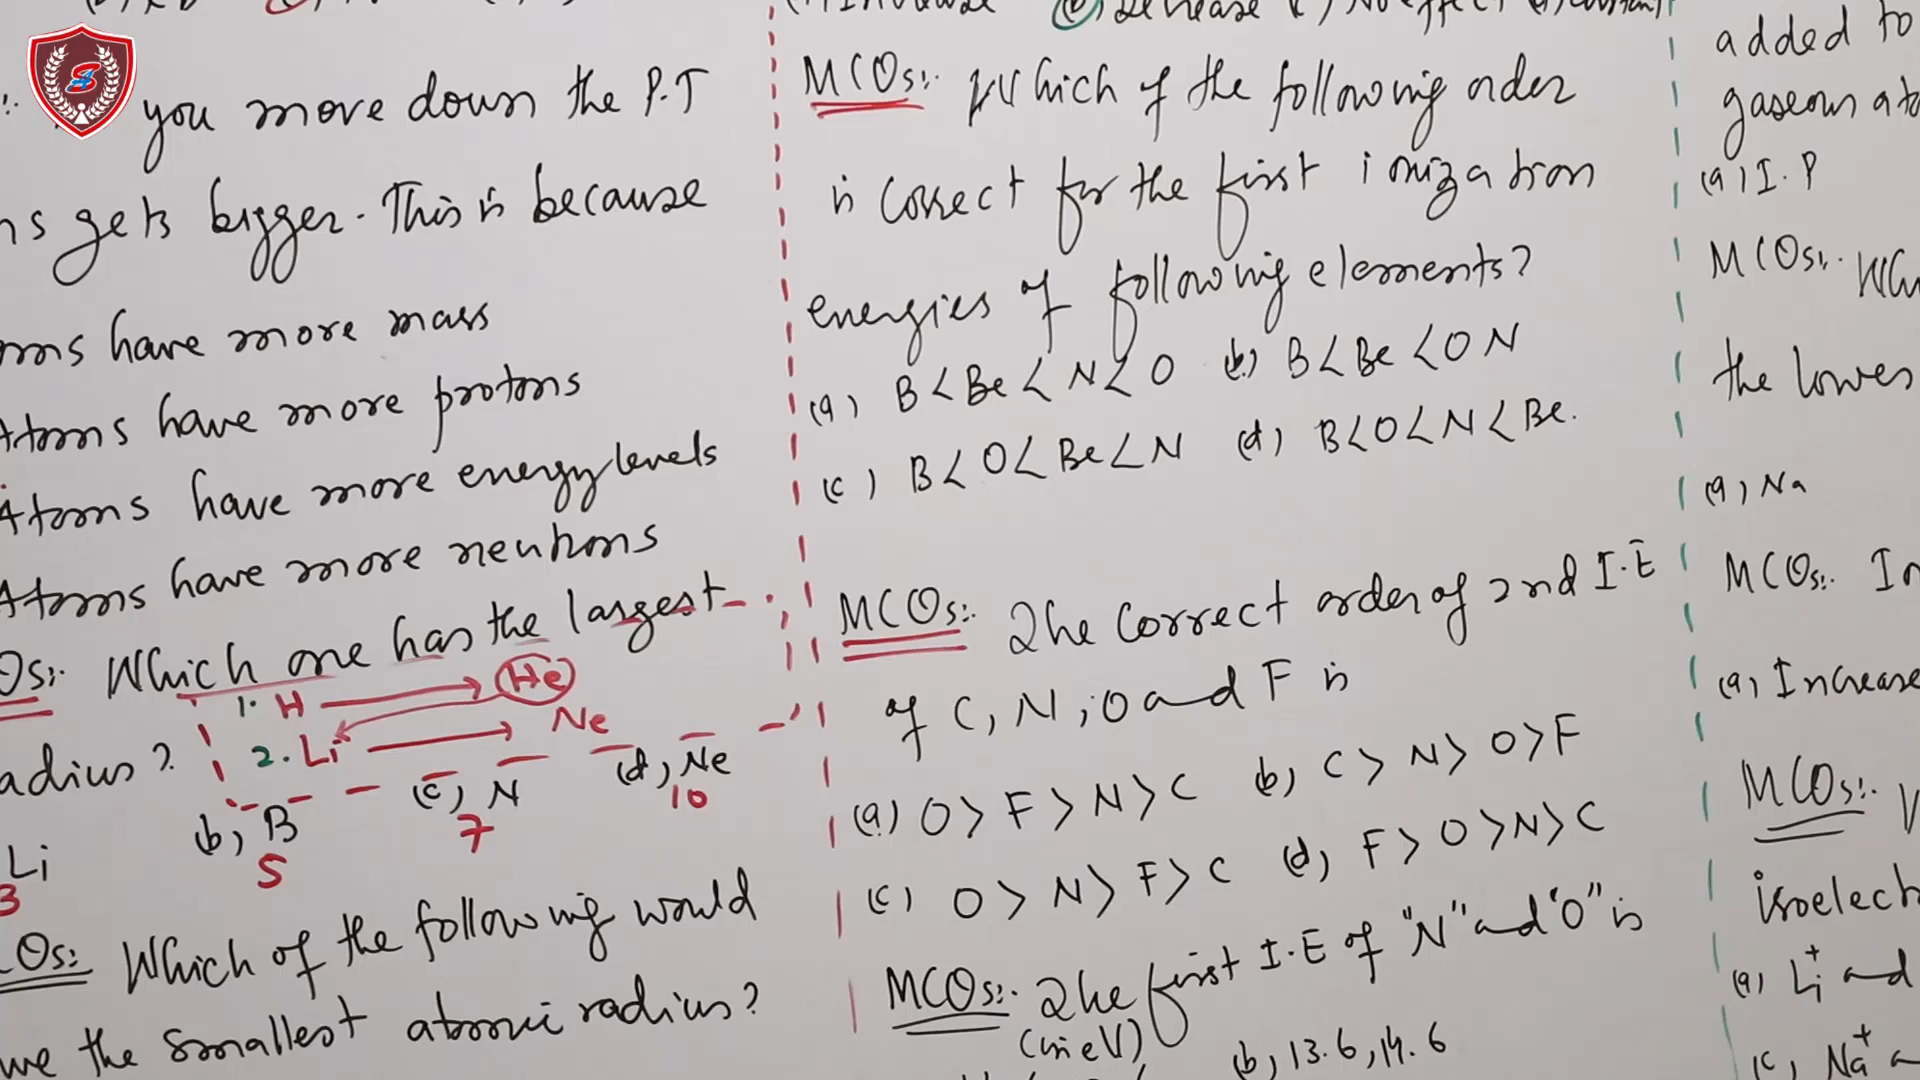 you move down the P.T
gets bigger. This is because
have more mass
Atoms have more protons
Atoms have more energy levels
Atoms have more neutrons
Which one has the largest
1. H He
2. Li Ne
radius?
(b) B (c) N (d) Ne
5 7 10
Li
3
Which of the following would
the smallest atomic radius?
MCQs:. Which of the following order
is correct for the first ionization
energies of following elements?
(a) B < Be < N < O (b) B < Be < O N
(c) B < O < Be < N (d) B < O < N < Be.
MCQs:. The correct order of 2nd I.E
of C, N, O and F is
(a) O > F > N > C (b) C > N > O > F
(c) O > N > F > C (d) F > O > N > C
MCQs:. The first I.E of "N" and "O" is
(in eV)
(b) 13.6, 14.6
added to
gaseous
(a) I.P
MCQs:.
the lowes
(a) Na
MCQs:. In
(a) Increase
MCQs:.
isoelect
(a) Li+ and
(c) Na+